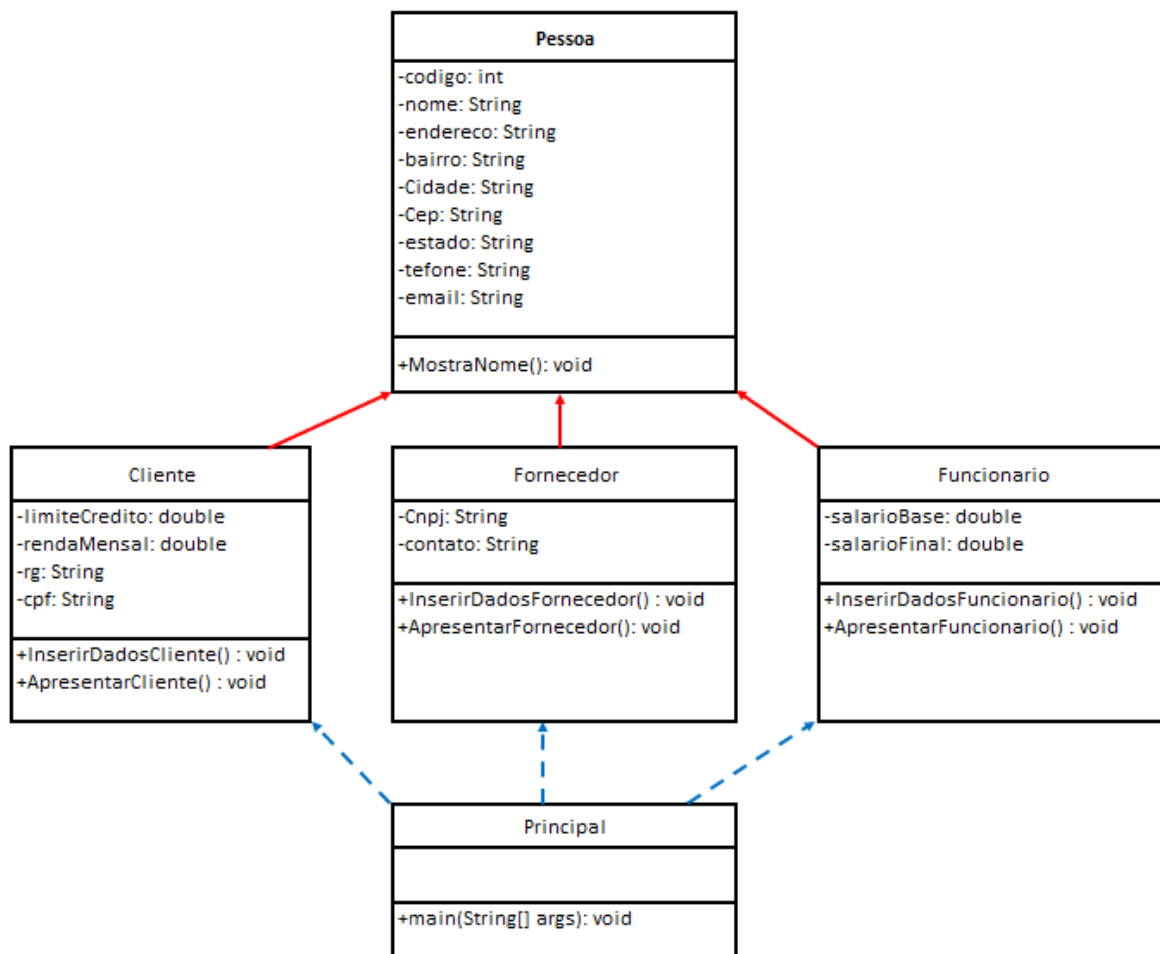 Pessoa
-codigo: int
-nome: String
-endereco: String
-bairro: String
-Cidade: String
-Cep: String
-estado: String
-tefone: String
-email: String
+MostraNome(): void
Cliente
-limiteCredito: double
-rendaMensal: double
-rg: String
-cpf: String
+InserirDadosCliente() : void
+ApresentarCliente() : void
Fornecedor
-Cnpj: String
-contato: String
+InserirDadosFornecedor() : void
+ApresentarFornecedor(): void
Funcionario
-salarioBase: double
-salarioFinal: double
+InserirDadosFuncionario() : void
+ApresentarFuncionario() : void
Principal
+main(String[] args): void